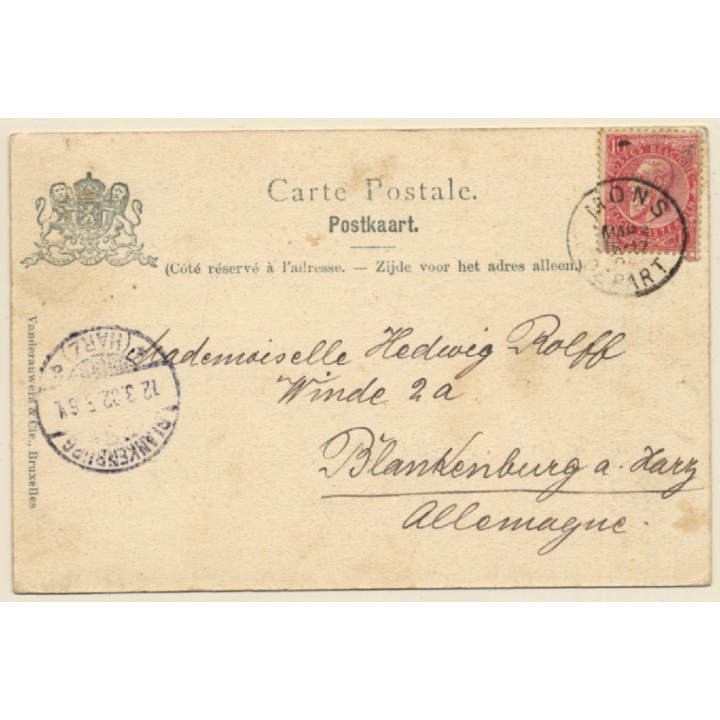 Carte Postale.
Postkaart.
(Côté réservé à l'adresse. — Zijde voor het adres alleen.)
MONS
DEPART
Mademoiselle Hedwig Rolff
Winde 2a
Blankenburg a. Harz
Allemagne.
BLANKENBURG
(HARZ)
12.3.02
Vanderauwera & Cie., Bruxelles